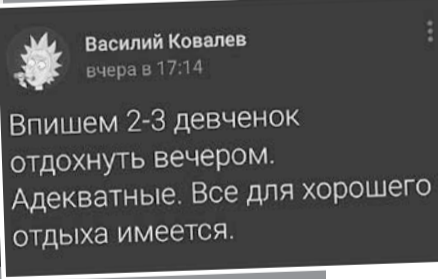 Василий Ковалев
вчера в 17:14
Впишем 2-3 девченок
отдохнуть вечером.
Адекватные. Все для хорошего
отдыха имеется.